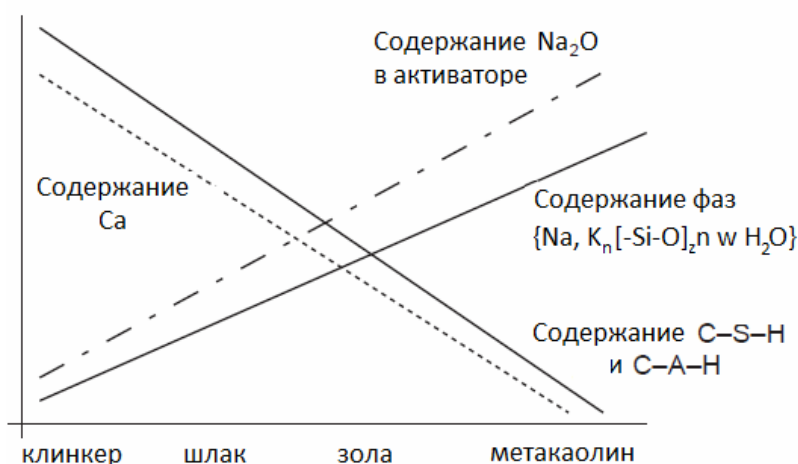 Содержание Na₂O
в активаторе
Содержание
Ca
Содержание фаз
{Na, Kₙ[-Si-O]𝓏n w H₂O}
Содержание C–S–H
и C–A–H
клинкер шлак зола метакаолин